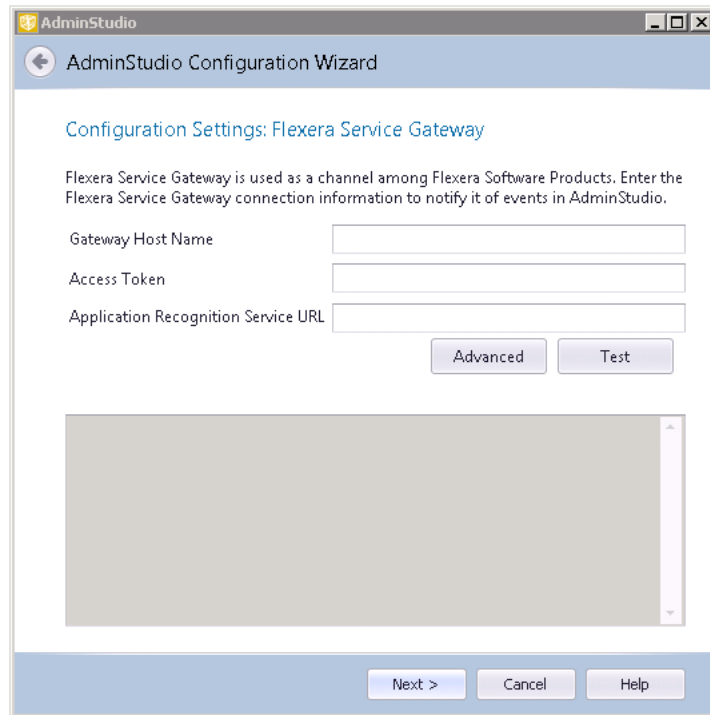 AdminStudio
AdminStudio Configuration Wizard
Configuration Settings: Flexera Service Gateway
Flexera Service Gateway is used as a channel among Flexera Software Products. Enter the
Flexera Service Gateway connection information to notify it of events in AdminStudio.
Gateway Host Name
Access Token
Application Recognition Service URL
Advanced Test
Next > Cancel Help